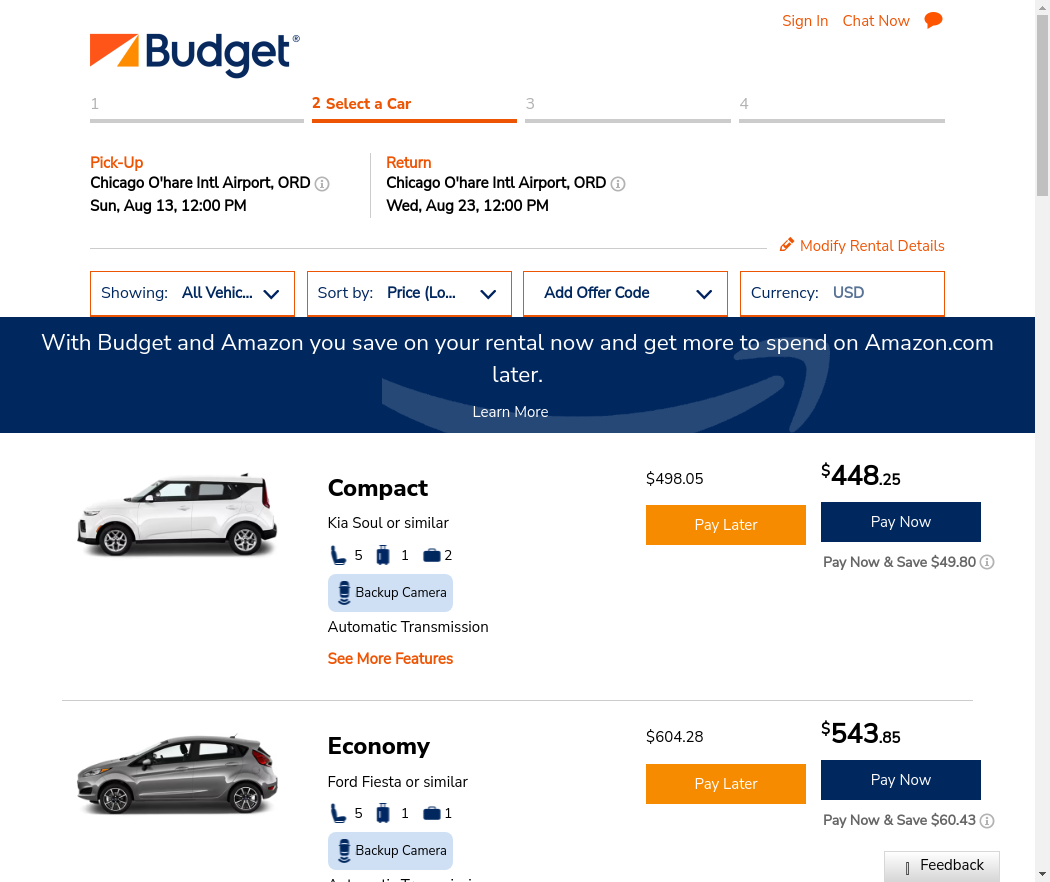 Sign In Chat Now
Budget®
1 2 Select a Car 3 4
Pick-Up
Chicago O'hare Intl Airport, ORD
Sun, Aug 13, 12:00 PM
Return
Chicago O'hare Intl Airport, ORD
Wed, Aug 23, 12:00 PM
Modify Rental Details
Showing: All Vehic... Sort by: Price (Lo... Add Offer Code Currency: USD
With Budget and Amazon you save on your rental now and get more to spend on Amazon.com
later.
Learn More
Compact
Kia Soul or similar
5 1 2
Backup Camera
Automatic Transmission
See More Features
$498.05
Pay Later
$448.25
Pay Now
Pay Now & Save $49.80
Economy
Ford Fiesta or similar
5 1 1
Backup Camera
$604.28
Pay Later
$543.85
Pay Now
Pay Now & Save $60.43
Feedback